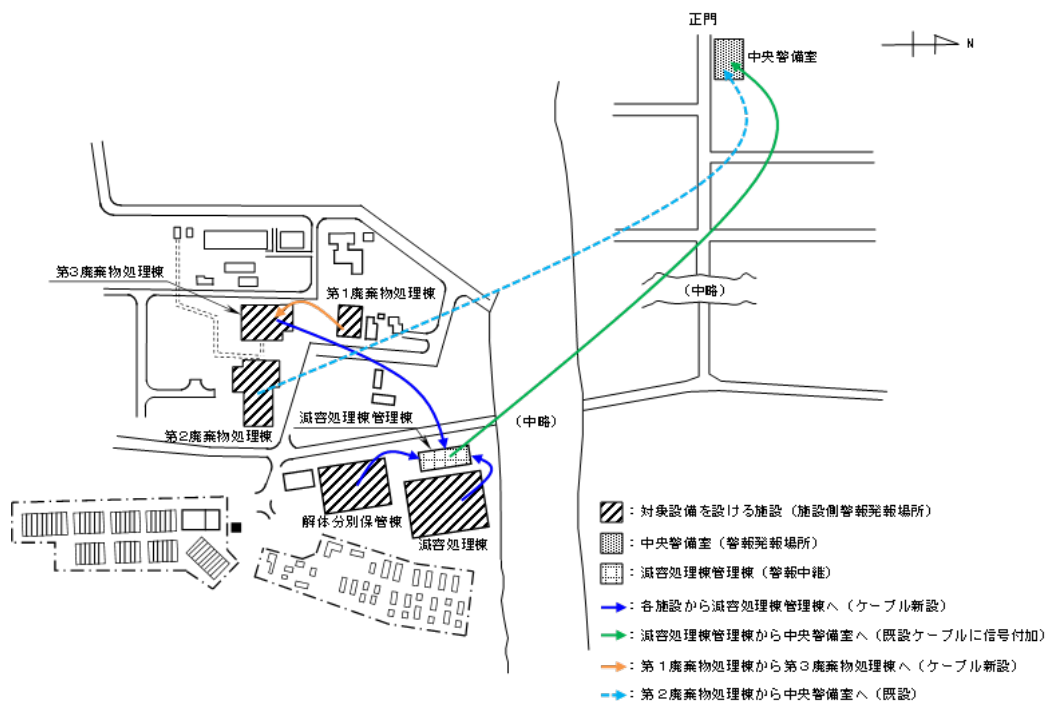 正門
中央警備室
N
第3廃棄物処理棟
第1廃棄物処理棟
(中略)
減容処理棟管理棟
(中略)
第2廃棄物処理棟
解体分別保管棟
減容処理棟
：対象設備を設ける施設（施設側警報発報場所）
：中央警備室（警報発報場所）
：減容処理棟管理棟（警報中継）
：各施設から減容処理棟管理棟へ（ケーブル新設）
：減容処理棟管理棟から中央警備室へ（既設ケーブルに信号付加）
：第１廃棄物処理棟から第３廃棄物処理棟へ（ケーブル新設）
：第２廃棄物処理棟から中央警備室へ（既設）